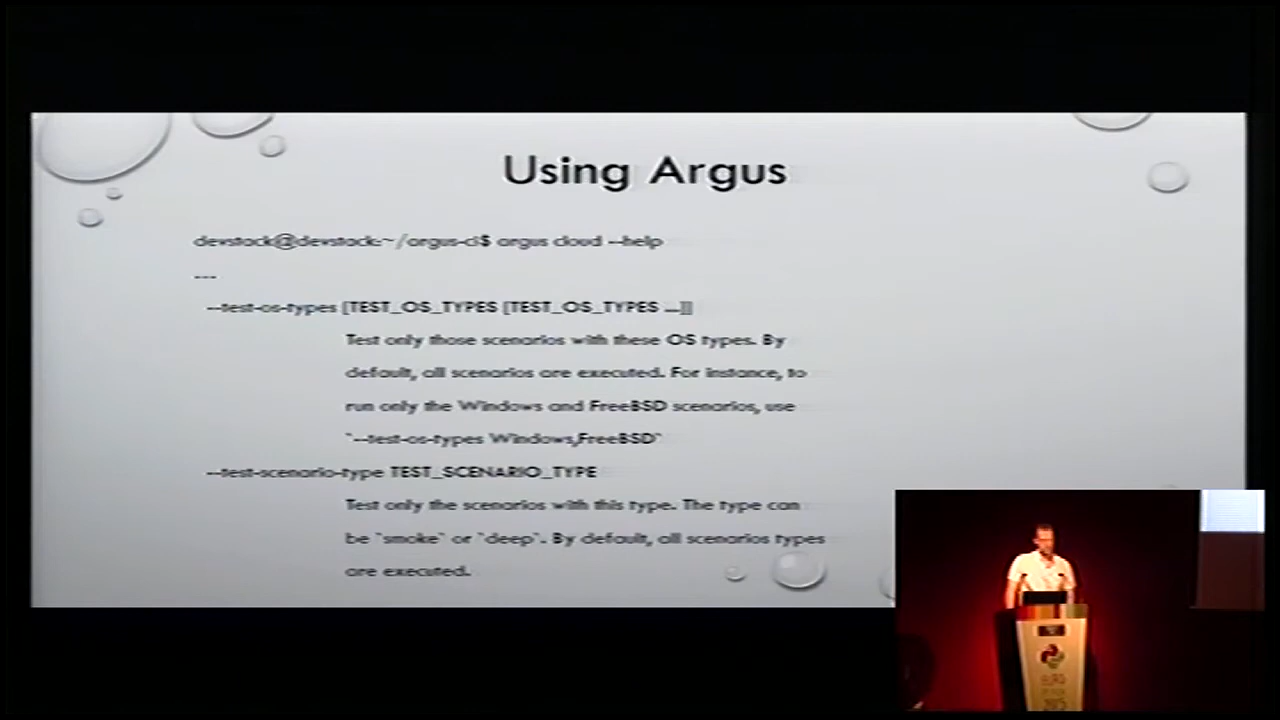 Using Argus
devstack@devstack:~/argus-ci$ argus cloud --help
---
--test-os-types [TEST_OS_TYPES [TEST_OS_TYPES ...]]
Test only those scenarios with these OS types. By
default, all scenarios are executed. For instance, to
run only the Windows and FreeBSD scenarios, use
`--test-os-types Windows,FreeBSD`
--test-scenario-type TEST_SCENARIO_TYPE
Test only the scenarios with this type. The type can
be `smoke` or `deep`. By default, all scenarios types
are executed.